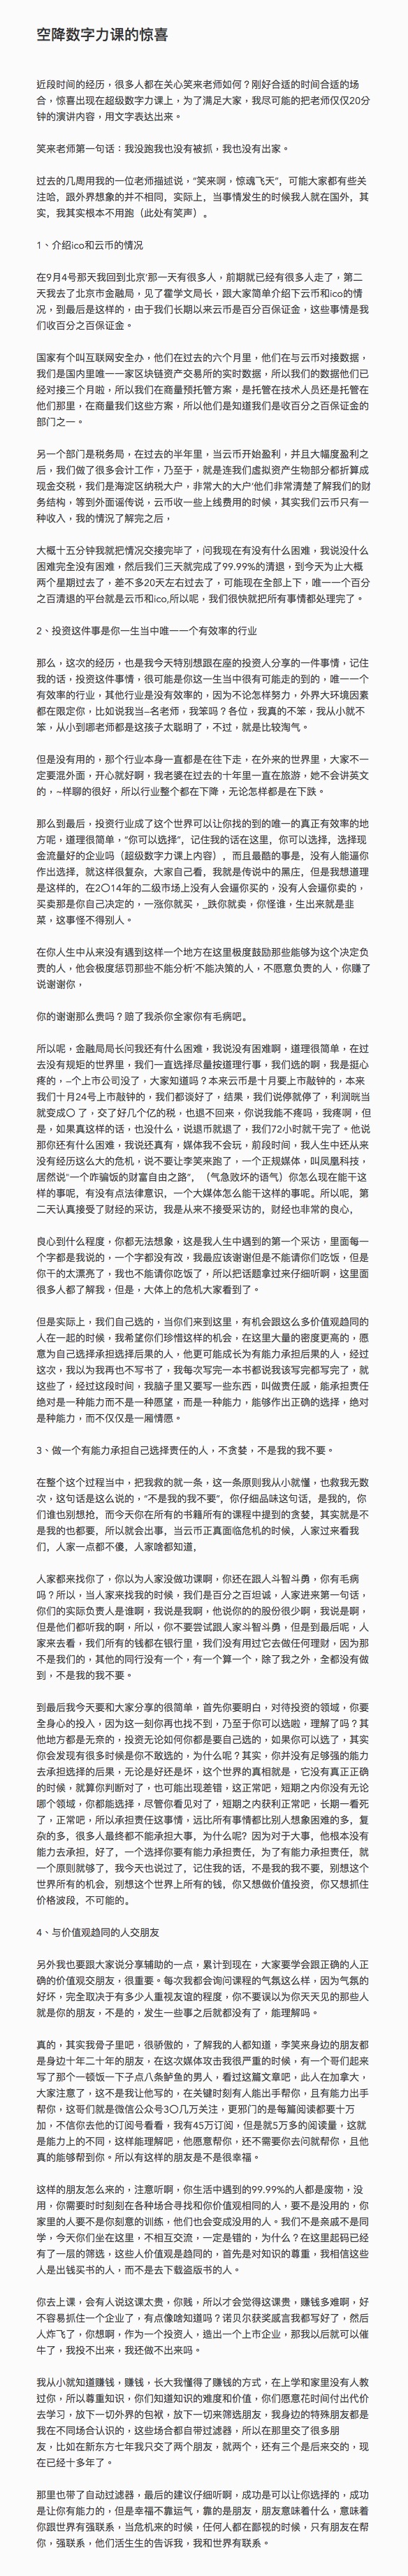 空降数字力课的惊喜
近段时间的经历，很多人都在关心笑来老师如何？刚好合适的时间合适的场
合，惊喜出现在超级数字力课上，为了满足大家，我尽可能的把老师仅仅20分
钟的演讲内容，用文字表达出来。
笑来老师第一句话：我没跑我也没有被抓，我也没有出家。
过去的几周用我的一位老师描述说，“笑来啊，惊魂飞天”，可能大家都有些关
注哈，跟外界想象的并不相同，实际上，当事情发生的时候我人就在国外，其
实，我其实根本不用跑（此处有笑声）。
1、介绍ico和云币的情况
在9月4号那天我回到北京‘那一天有很多人，前期就已经有很多人走了，第二
天我去了北京市金融局，见了霍学文局长，跟大家简单介绍下云币和ico的情
况，到最后是这样的，由于我们长期以来云币是百分百保证金，这些事情是我
们收百分之百保证金。
国家有个叫互联网安全办，他们在过去的六个月里，他们在与云币对接数据，
我们是国内里唯一一家区块链资产交易所的实时数据，所以我们的数据他们已
经对接三个月啦，所以我们在商量预托管方案，是托管在技术人员还是托管在
他们那里，在商量我们这些方案，所以他们是知道我们是收百分之百保证金的
部门之一。
另一个部门是税务局，在过去的半年里，当云币开始盈利，并且大幅度盈利之
后，我们做了很多会计工作，乃至于，就是连我们虚拟资产生物部分都折算成
现金交税，我们是海淀区纳税大户，非常大的大户‘他们非常清楚了解我们的财
务结构，等到外面谣传说，云币收一些上线费用的时候，其实我们云币只有一
种收入，我的情况了解完之后，
大概十五分钟我就把情况交接完毕了，问我现在有没有什么困难，我说没什么
困难完全没有困难，然后我们三天就完成了99.99%的清退，到今天为止大概
两个星期过去了，差不多20天左右过去了，可能现在全部上下，唯一一个百分
之百清退的平台就是云币和ico,所以呢，我们很快就把所有事情都处理完了。
2、投资这件事是你一生当中唯一一个有效率的行业
那么，这次的经历，也是我今天特别想跟在座的投资人分享的一件事情，记住
我的话，投资这件事情，很可能是你这一生当中很有可能走的到的，唯一一个
有效率的行业，其他行业是没有效率的，因为不论怎样努力，外界大环境因素
都在限定你，比如说我当–名老师，我笨吗？各位，我真的不笨，我从小就不
笨，从小到哪老师都是这孩子太聪明了，不过，就是比较淘气。
但是没有用的，那个行业本身一直都是在往下走，在外来的世界里，大家不一
定要混外面，开心就好啊，我老婆在过去的十年里一直在旅游，她不会讲英文
的，~样聊的很好，所以行业整个都在下降，无论怎样都是在下跌。
那么到最后，投资行业成了这个世界可以让你找的到的唯一的真正有效率的地
方呢，道理很简单，“你可以选择”，记住我的话在这里，你可以选择，选择现
金流量好的企业吗（超级数字力课上内容），而且最酷的事是，没有人能逼你
作出选择，就这样很复杂，大家自己看，我就是传说中的黑庄，但是我想道理
是这样的，在2〇14年的二级市场上没有人会逼你买的，没有人会逼你卖的，
买卖那是你自己决定的，一涨你就买，_跌你就卖，你怪谁，生出来就是韭
菜，这事怪不得别人。
在你人生中从来没有遇到这样一个地方在这里极度鼓励那些能够为这个决定负
责的人，他会极度惩罚那些不能分析‘不能决策的人，不愿意负责的人，你赚了
说谢谢你，
你的谢谢那么贵吗？赔了我杀你全家你有毛病吧。
所以呢，金融局局长问我还有什么困难，我说没有困难啊，道理很简单，在过
去没有规矩的世界里，我们一直选择尽量按道理行事，我们选的啊，我是挺心
疼的，–个上市公司没了，大家知道吗？本来云币是十月要上市敲钟的，本来
我们十月24号上市敲钟的，我们都谈好了，结果，我们说停就停了，利润晄当
就变成〇了，交了好几个亿的税，也退不回来，你说我能不疼吗，我疼啊，但
是，如果真这样的话，也没什么，说退币就退了，我们72小时就干完了。他说
那你还有什么困难，我说还真有，媒体我不会玩，前段时间，我人生中还从来
没有经历这么大的危机，说不要让李笑来跑了，一个正规媒体，叫凤凰科技，
居然说“一个咋骗饭的财富自由之路”，（气急败坏的语气）你怎么现在能干这
样的事呢，有没有点法律意识，一个大媒体怎么能干这样的事呢。所以呢，第
二天认真接受了财经的采访，我是从来不接受采访的，财经也非常的良心，
良心到什么程度，你都无法想象，这是我人生中遇到的第一个采访，里面每一
个字都是我说的，一个字都没有改，我最应该谢谢但是不能请你们吃饭，但是
你干的太漂亮了，我也不能请你吃饭了，所以把话题拿过来仔细听啊，这里面
很多人都了解我，但是，大体上的危机大家看到了。
但是实际上，我们自己选的，当你们来到这里，有机会跟这么多价值观趋同的
人在一起的时候，我希望你们珍惜这样的机会，在这里大量的密度更高的，愿
意为自己选择承担选择后果的人，他更可能成长为有能力承担后果的人，经过
这次，我以为我再也不写书了，我每次写完一本书都说我该写完都写完了，就
这些了，经过这段时间，我脑子里又要写一些东西，叫做责任感，能承担责任
绝对是一种能力而不是一种愿望，而是一种能力，能够作出正确的选择，绝对
是种能力，而不仅仅是一厢情愿。
3、做一个有能力承担自己选择责任的人，不贪婪，不是我的我不要。
在整个这个过程当中，把我救的就一条，这一条原则我从小就懂，也救我无数
次，这句话是这么说的，“不是我的我不要”，你仔细品味这句话，是我的，你
们谁也别想抢，而今天你在所有的书籍所有的课程中提到的贪婪，其实就是不
是我的也都要，所以就会出事，当云币正真面临危机的时候，人家过来看我
们，人家一点都不傻，人家啥都知道，
人家都来找你了，你以为人家没做功课啊，你还在跟人斗智斗勇，你有毛病
吗？所以，当人家来找我的时候，我们是百分之百坦诚，人家进来第一句话，
你们的实际负责人是谁啊，我说是我啊，他说你的的股份很少啊，我说是啊，
但是他们都听我的啊，所以，你不要尝试跟人家斗智斗勇，但是到最后呢，人
家来去看，我们所有的钱都在银行里，我们没有用过它去做任何理财，因为那
不是我们的，其他的同行没有一个，有一个算一个，除了我之外，全都没有做
到，不是我的我不要。
到最后我今天要和大家分享的很简单，首先你要明白，对待投资的领域，你要
全身心的投入，因为这一刻你再也找不到，乃至于你可以选啦，理解了吗？其
他地方都是无奈的，投资无论如何你都是要自己选的，如果你可以选了，其实
你会发现有很多时候是你不敢选的，为什么呢？其实，你并没有足够强的能力
去承担选择的后果，无论是好还是坏，这个世界的真相就是，它没有真正正确
的时候，就算你判断对了，也可能出现差错，这正常吧，短期之内你没有无论
哪个领域，你都能选择，尽管你看见对了，短期之内获利正常吧，长期一看死
了，正常吧，所以承担责任这事情，远比所有事情都比别人想象困难的多，复
杂的多，很多人最终都不能承担大事，为什么呢？因为对于大事，他根本没有
能力去承担，好了，一个选择你要有能力承担责任，为了有能力承担责任，就
一个原则就够了，我今天也说过了，记住我的话，不是我的我不要，别想这个
世界所有的机会，别想这个世界上所有的钱，你又想做价值投资，你又想抓住
价格波段，不可能的。
4、与价值观趋同的人交朋友
另外我也要跟大家说分享辅助的一点，累计到现在，大家要学会跟正确的人正
确的价值观交朋友，很重要。每次我都会询问课程的气氛这么样，因为气氛的
好坏，完全取决于有多少人重视友谊的程度，你不要误以为你天天见的那些人
就是你的朋友，不是的，发生一些事之后就都没有了，能理解吗。
真的，其实我骨子里吧，很骄傲的，了解我的人都知道，李笑来身边的朋友都
是身边十年二十年的朋友，在这次媒体攻击我很严重的时候，有一个哥们起来
写了那个一顿饭一下子点八条鲈鱼的男人，看过这篇文章吧，此人在加拿大，
大家注意了，这不是我让他写的，在关键时刻有人能出手帮你，且有能力出手
帮你，这哥们就是微信公众号3〇几万关注，更邪门的是每篇阅读都要十万
加，不信你去他的订阅号看看，我有45万订阅，但是就5万多的阅读量，这就
是能力上的不同，这样能理解吧，他愿意帮你，还不需要你去问就帮你，且他
真的能够帮到你。所以有这样的朋友是不是很幸福。
这样的朋友怎么来的，注意听啊，你生活中遇到的99.99%的人都是废物，没
用，你需要时时刻刻在各种场合寻找和你价值观相同的人，要不是没用的，你
家里的人要不是你刻意的训练，他们也会变成没用的人。我们不是亲戚不是同
学，今天你们坐在这里，不相互交流，一定是错的，为什么？在这里起码已经
有了一层的筛选，这些人价值观是趋同的，首先是对知识的尊重，我相信这些
人是出钱买书的人，而不是去下载盗版书的人。
你去上课，会有人说这课太贵，你贱，所以才会觉得这课贵，赚钱多难啊，好
不容易抓住一个企业了，有点像啥知道吗？诺贝尔获奖感言我都写好了，然后
人炸飞了，你想啊，作为一个投资人，造出一个上市企业，那我以后就可以催
牛了，我投不出来，我还做不出来吗。
我从小就知道赚钱，赚钱，长大我懂得了赚钱的方式，在上学和家里没有人教
过你，所以尊重知识，你们知道知识的难度和价值，你们愿意花时间付出代价
去学习，放下一切外界的包袱，放下一切来筛选朋友，我身边的特殊朋友都是
我在不同场合认识的，这些场合都自带过滤器，所以在那里交了很多朋
友，比如在新东方七年我只交了两个朋友，就两个，还有三个是后来交的，现
在已经十多年了。
那里也带了自动过滤器，最后的建议仔细听啊，成功是可以让你选择的，成功
是让你有能力的，但是幸福不靠运气，靠的是朋友，朋友意味着什么，意味着
你跟世界有强联系，当危机来的时候，任何人都在鄙视的时候，只有朋友在帮
你，强联系，他们活生生的告诉我，我和世界有联系。